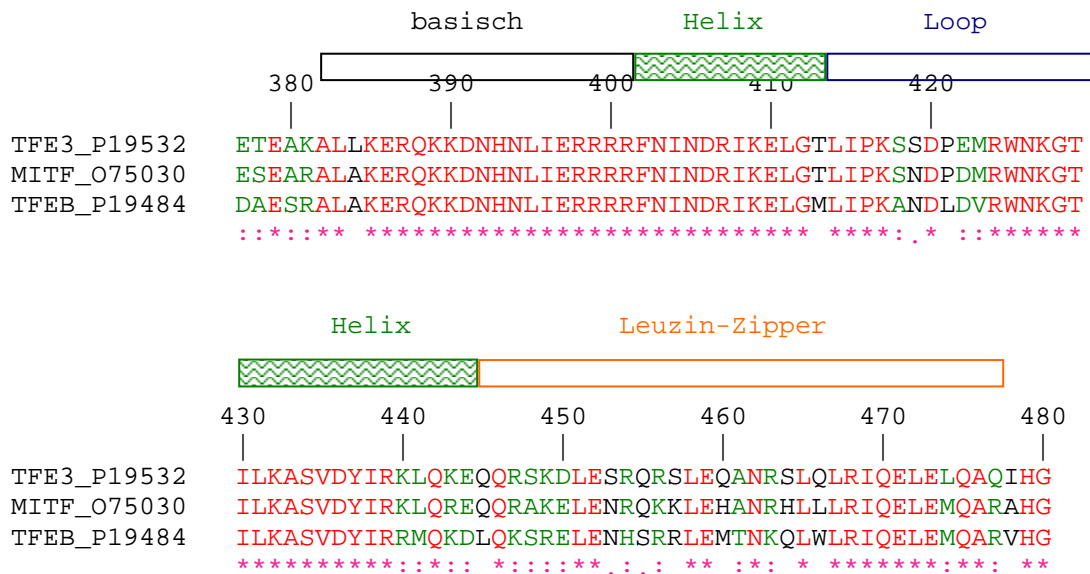 basisch Helix Loop
380 390 400 410 420
TFE3_P19532 ETEAKALLKERQKKDNHNLIERRRRFNINDRIKELGTLIPKSSDPEMRWNKGT
MITF_O75030 ESEARALAKERQKKDNHNLIERRRRFNINDRIKELGTLIPKSNDPDMRWNKGT
TFEB_P19484 DAESRALAKERQKKDNHNLIERRRRFNINDRIKELGMLIPKANDLDVRWNKGT
::*::** **************************** ****:.* ::******
Helix Leuzin-Zipper
430 440 450 460 470 480
TFE3_P19532 ILKASVDYIRKLQKEQQRSKDLESRQRSLEQANRSLQLRIQELELQAQIHG
MITF_O75030 ILKASVDYIRKLQREQQRAKELENRQKKLEHANRHLLLRIQELEMQARAHG
TFEB_P19484 ILKASVDYIRRMQKDLQKSRELENHSRRLEMTNKQLWLRIQELEMQARVHG
**********::*:: *::::**.:.: ** :*: * *******:**: **